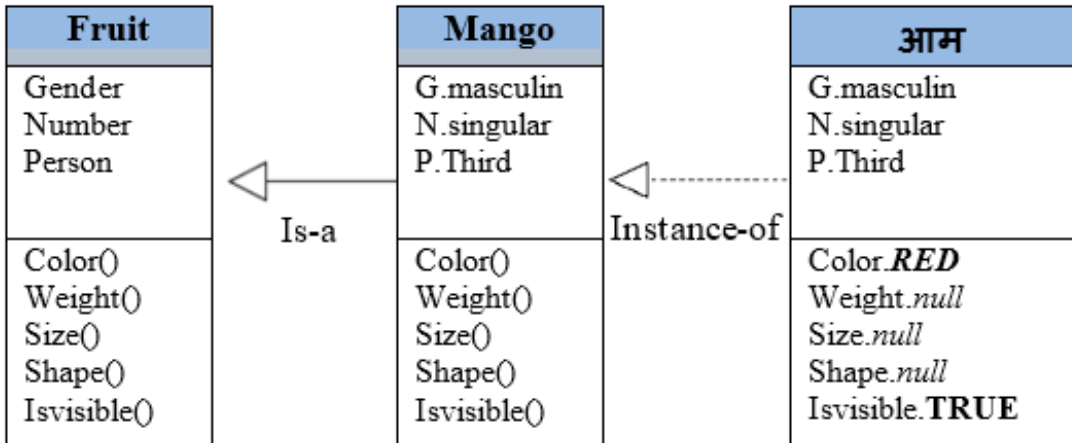 Fruit
Gender
Number
Person
Color()
Weight()
Size()
Shape()
Isvisible()
Is-a
Mango
G.masculin
N.singular
P.Third
Color()
Weight()
Size()
Shape()
Isvisible()
Instance-of
आम
G.masculin
N.singular
P.Third
Color.RED
Weight.null
Size.null
Shape.null
Isvisible.TRUE